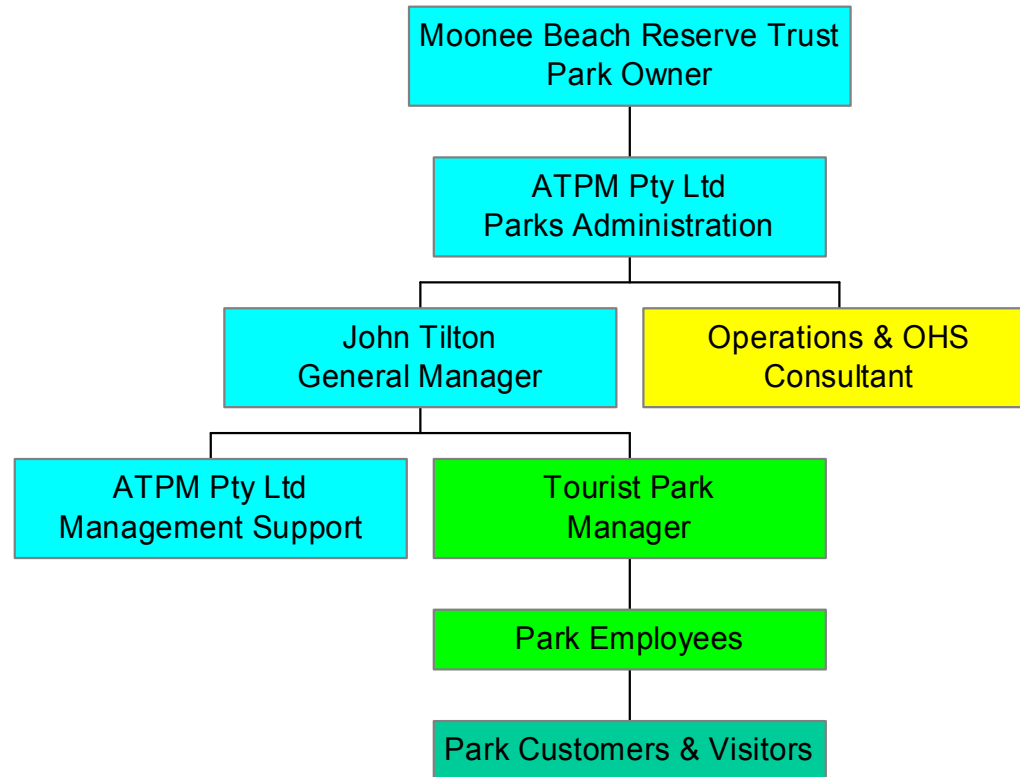 Moonee Beach Reserve Trust
Park Owner
ATPM Pty Ltd
Parks Administration
John Tilton
General Manager
Operations & OHS
Consultant
ATPM Pty Ltd
Management Support
Tourist Park
Manager
Park Employees
Park Customers & Visitors